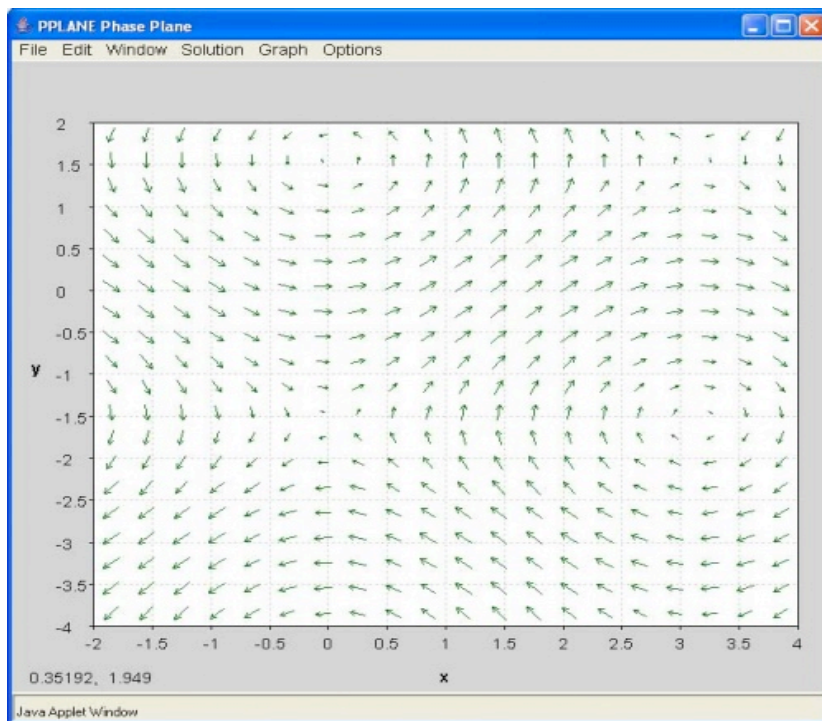 PPLANE Phase Plane
File Edit Window Solution Graph Options
2
1.5
1
0.5
0
-0.5
y
-1
-1.5
-2
-2.5
-3
-3.5
-4
-2 -1.5 -1 -0.5 0 0.5 1 1.5 2 2.5 3 3.5 4
0.35192, 1.949 x
Java Applet Window